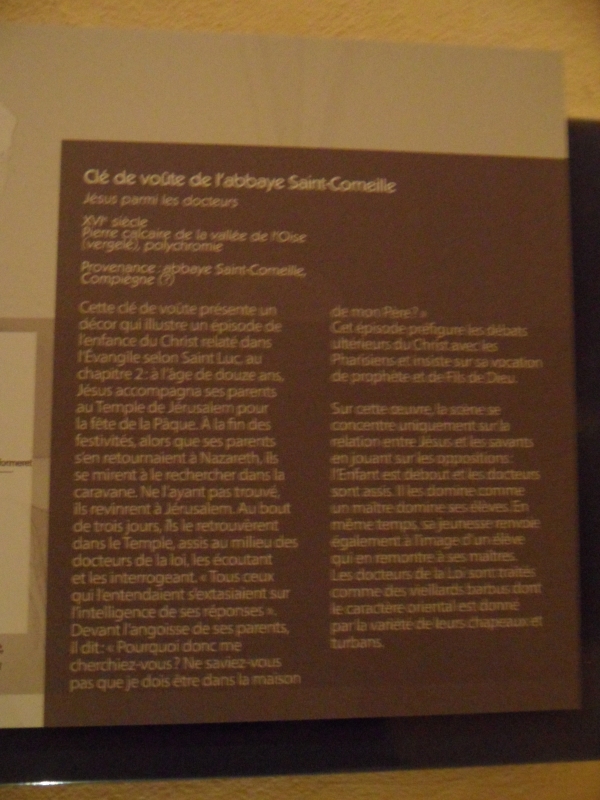 Clé de voûte de l'abbaye Saint-Corneille
Jésus parmi les docteurs
XVIᵉ siècle
Pierre calcaire de la vallée de l'Oise
(vergelé), polychromie
Provenance : abbaye Saint-Corneille,
Compiègne (?)
Cette clé de voûte présente un
décor qui illustre un épisode de
l'enfance du Christ relaté dans
l'Évangile selon Saint Luc, au
chapitre 2 : à l'âge de douze ans,
Jésus accompagna ses parents
au Temple de Jérusalem pour
la fête de la Pâque. À la fin des
festivités, alors que ses parents
s'en retournaient à Nazareth, ils
se mirent à le rechercher dans la
caravane. Ne l'ayant pas trouvé,
ils revinrent à Jérusalem. Au bout
de trois jours, ils le retrouvèrent
dans le Temple, assis au milieu des
docteurs de la loi, les écoutant
et les interrogeant. « Tous ceux
qui l'entendaient s'extasiaient sur
l'intelligence de ses réponses ».
Devant l'angoisse de ses parents,
il dit : « Pourquoi donc me
cherchiez-vous ? Ne saviez-vous
pas que je dois être dans la maison
de mon Père ? »
Cet épisode préfigure les débats
ultérieurs du Christ avec les
Pharisiens et insiste sur sa vocation
de prophète et de Fils de Dieu.
Sur cette œuvre, la scène se
concentre uniquement sur la
relation entre Jésus et les savants
en jouant sur les oppositions :
l'Enfant est debout et les docteurs
sont assis. Il les domine comme
un maître domine ses élèves. En
même temps, sa jeunesse renvoie
également à l'image d'un élève
qui en remontre à ses maîtres.
Les docteurs de la Loi sont traités
comme des vieillards barbus dont
le caractère oriental est donné
par la variété de leurs chapeaux et
turbans.